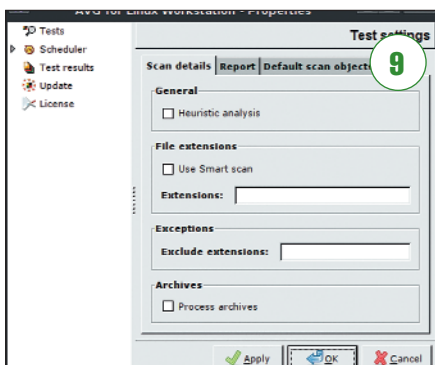 AVG for Linux Workstation - Properties
Tests
Scheduler
Test results
Update
License
Test settings
Scan details Report Default scan objects
9
General
Heuristic analysis
File extensions
Use Smart scan
Extensions:
Exceptions
Exclude extensions:
Archives
Process archives
Apply OK Cancel